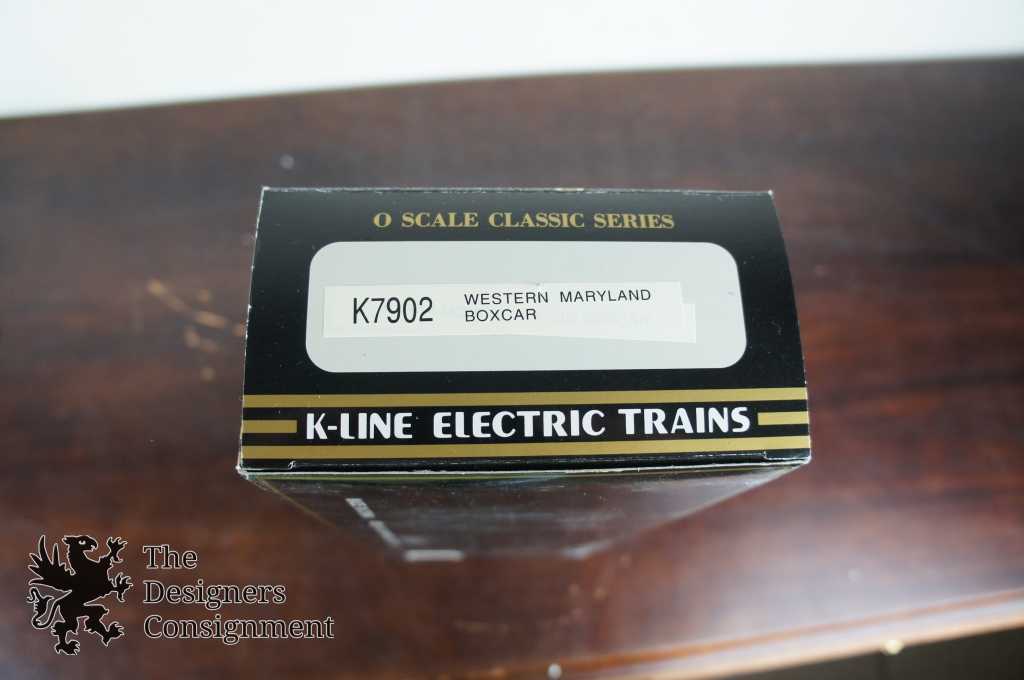 O SCALE CLASSIC SERIES
K7902 WESTERN MARYLAND
BOXCAR
K-LINE ELECTRIC TRAINS
The
Designers
Consignment